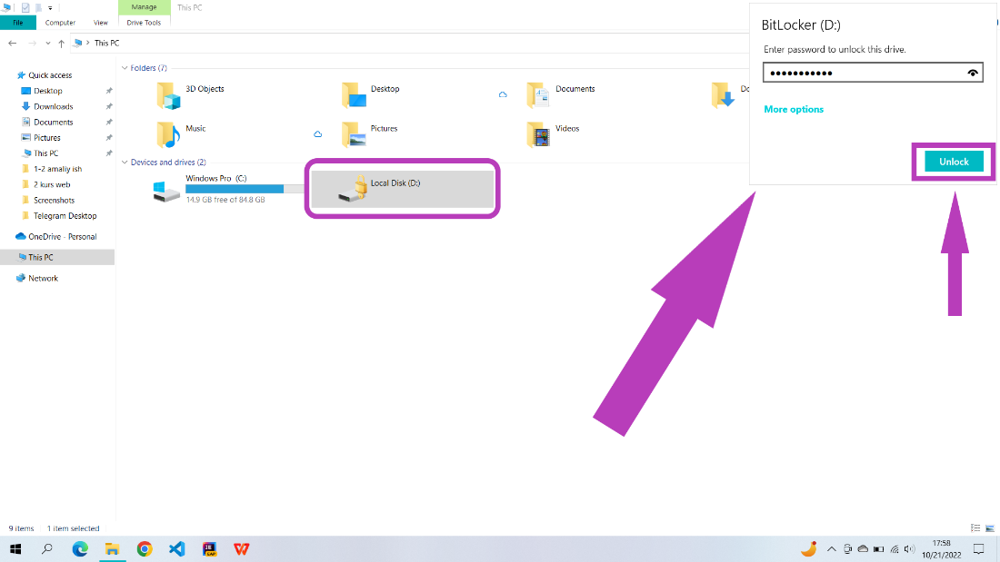 Manage
This PC
File
Computer
View
Drive Tools
This PC
BitLocker (D:)
Enter password to unlock this drive.
More options
Unlock
Quick access
Desktop
Downloads
Documents
Pictures
This PC
1-2 amaliy ish
2 kurs web
Screenshots
Telegram Desktop
OneDrive - Personal
This PC
Network
Folders (7)
3D Objects
Desktop
Documents
Do
Music
Pictures
Videos
Devices and drives (2)
Windows Pro (C:)
14.9 GB free of 84.8 GB
Local Disk (D:)
9 items
1 item selected
IE
SAP
17:58
10/21/2022